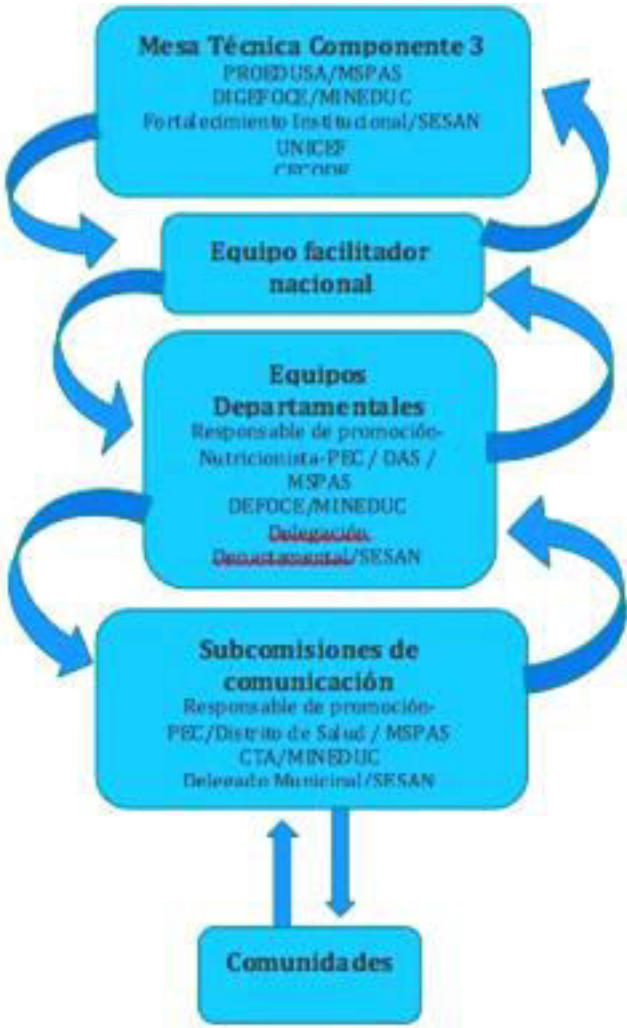 Mesa Técnica Componente 3
PROEDUSA/MSPAS
DIGEFOCE/MINEDUC
Fortalecimiento Institucional/SESAN
UNICEF
Equipo facilitador
nacional
Equipos
Departamentales
Responsable de promoción-
Nutricionista-PEC / DAS /
MSPAS
DEFOCE/MINEDUC
Delegación
Departamental/SESAN
Subcomisiones de
comunicación
Responsable de promoción-
PEC/Distrito de Salud / MSPAS
CTA/MINEDUC
Delegado Municipal/SESAN
Comunidades